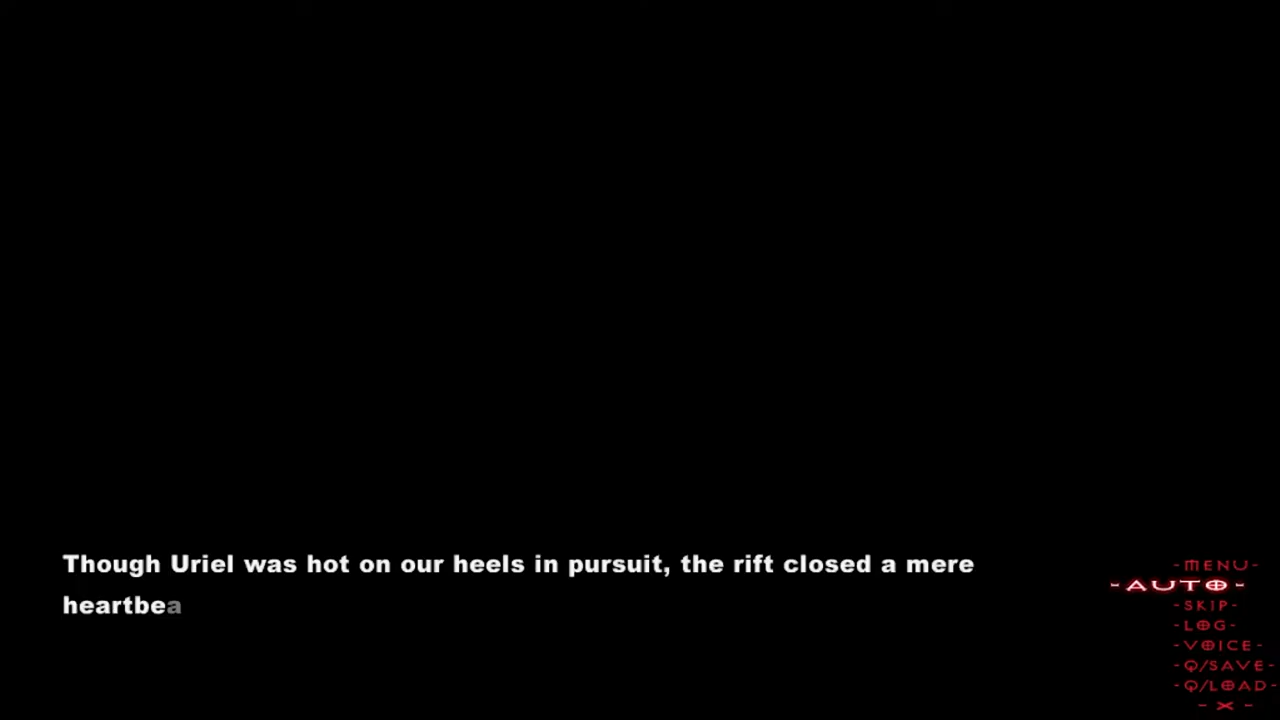 Though Uriel was hot on our heels in pursuit, the rift closed a mere
heartbea
-MENU-
-AUTO-
-SKIP-
-LOG-
-VOICE-
-Q/SAVE-
-Q/LOAD-
-X-